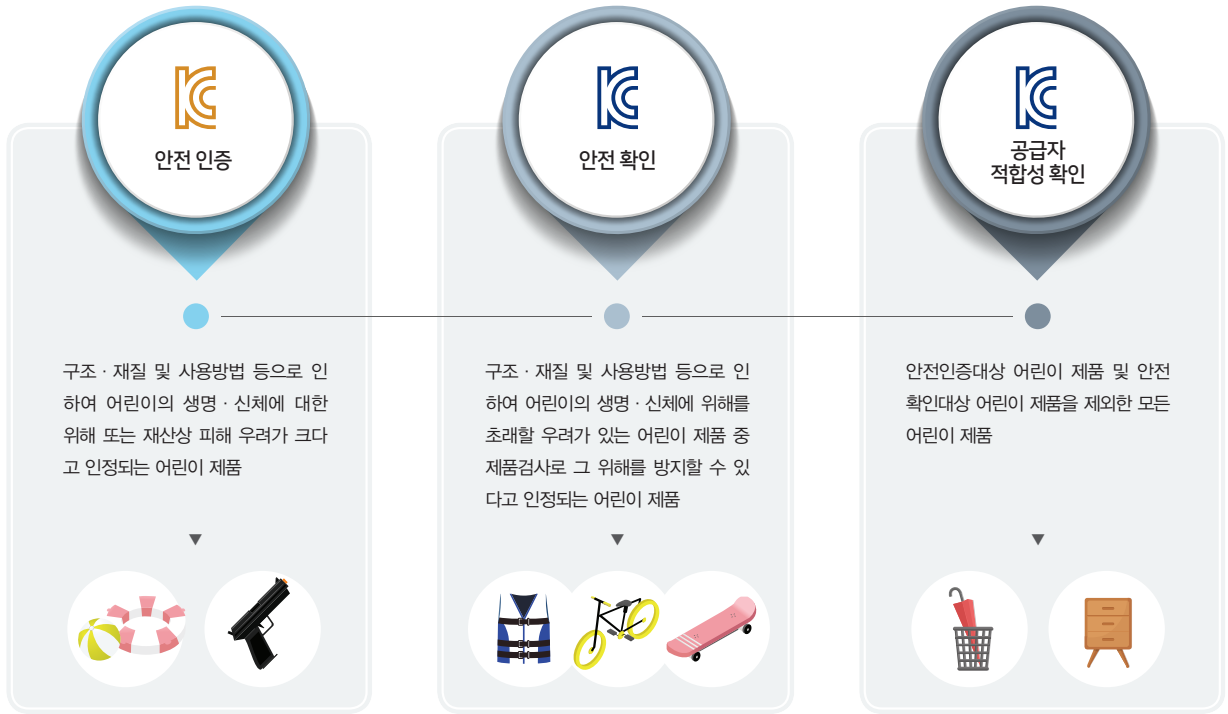 KC
안전 인증
구조 · 재질 및 사용방법 등으로 인
하여 어린이의 생명 · 신체에 대한
위해 또는 재산상 피해 우려가 크다
고 인정되는 어린이 제품
KC
안전 확인
구조 · 재질 및 사용방법 등으로 인
하여 어린이의 생명 · 신체에 위해를
초래할 우려가 있는 어린이 제품 중
제품검사로 그 위해를 방지할 수 있
다고 인정되는 어린이 제품
KC
공급자
적합성 확인
안전인증대상 어린이 제품 및 안전
확인대상 어린이 제품을 제외한 모든
어린이 제품